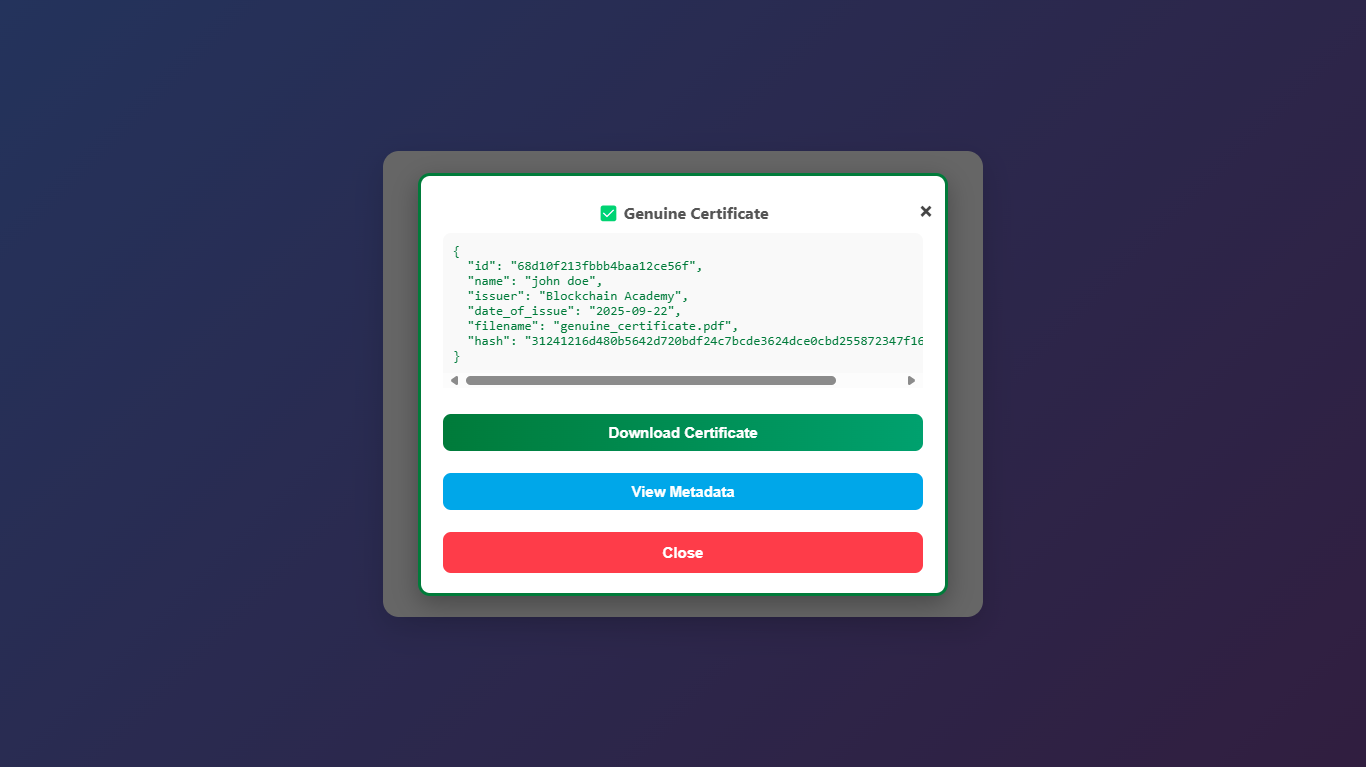 ✅ Genuine Certificate
×
{
  "id": "68d10f213fbbb4baa12ce56f",
  "name": "john doe",
  "issuer": "Blockchain Academy",
  "date_of_issue": "2025-09-22",
  "filename": "genuine_certificate.pdf",
  "hash": "31241216d480b5642d720bdf24c7bcde3624dce0cbd255872347f16
}
Download Certificate
View Metadata
Close